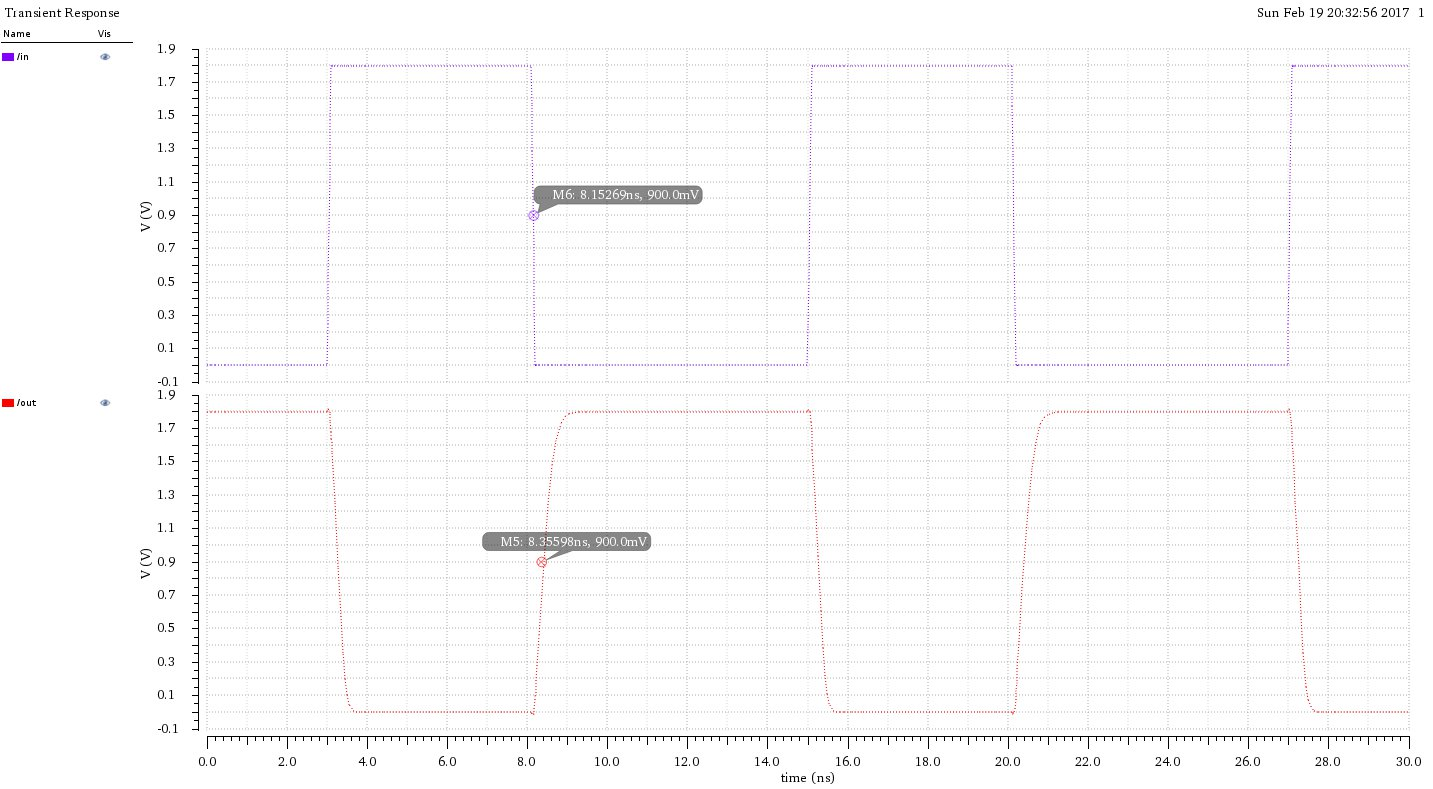 Transient Response
Sun Feb 19 20:32:56 2017 1
Name Vis
/in
1.9
1.7
1.5
1.3
1.1
0.9
0.7
0.5
0.3
0.1
-0.1
V (V)
M6: 8.15269ns, 900.0mV
/out
1.9
1.7
1.5
1.3
1.1
0.9
0.7
0.5
0.3
0.1
-0.1
V (V)
M5: 8.35598ns, 900.0mV
0.0 2.0 4.0 6.0 8.0 10.0 12.0 14.0 16.0 18.0 20.0 22.0 24.0 26.0 28.0 30.0
time (ns)